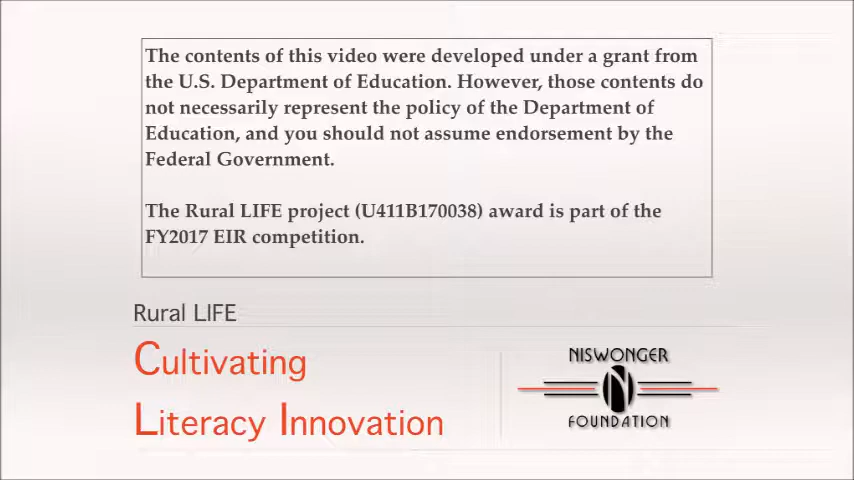 The contents of this video were developed under a grant from
the U.S. Department of Education. However, those contents do
not necessarily represent the policy of the Department of
Education, and you should not assume endorsement by the
Federal Government.
The Rural LIFE project (U411B170038) award is part of the
FY2017 EIR competition.
Rural LIFE
Cultivating
Literacy Innovation
NISWONGER
N
FOUNDATION